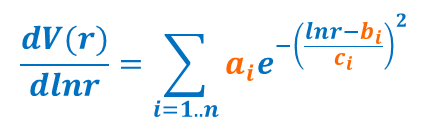 dV(r)/dlnr = ∑_{i=1..n} a_i e^{-((lnr-b_i)/c_i)^2}